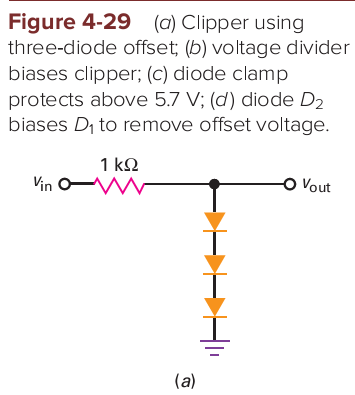 Figure 4-29 (a) Clipper using
three-diode offset; (b) voltage divider
biases clipper; (c) diode clamp
protects above 5.7 V; (d) diode D₂
biases D₁ to remove offset voltage.
1 kΩ
Vin
Vout
(a)